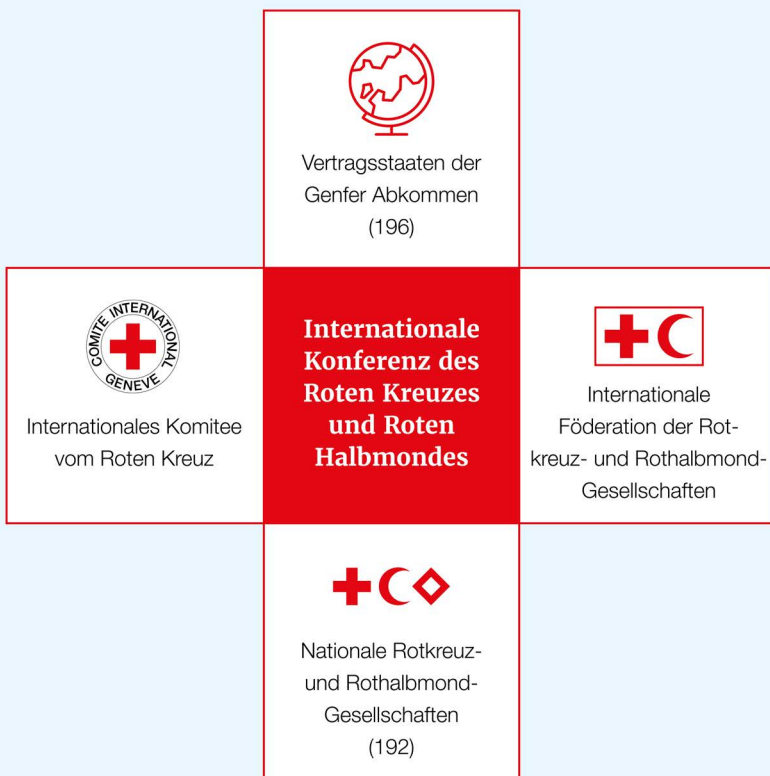 Vertragsstaaten der
Genfer Abkommen
(196)
COMITE INTERNATIONAL
GENEVE
Internationales Komitee
vom Roten Kreuz
Internationale
Konferenz des
Roten Kreuzes
und Roten
Halbmondes
Internationale
Föderation der Rot-
kreuz- und Rothalbmond-
Gesellschaften
Nationale Rotkreuz-
und Rothalbmond-
Gesellschaften
(192)